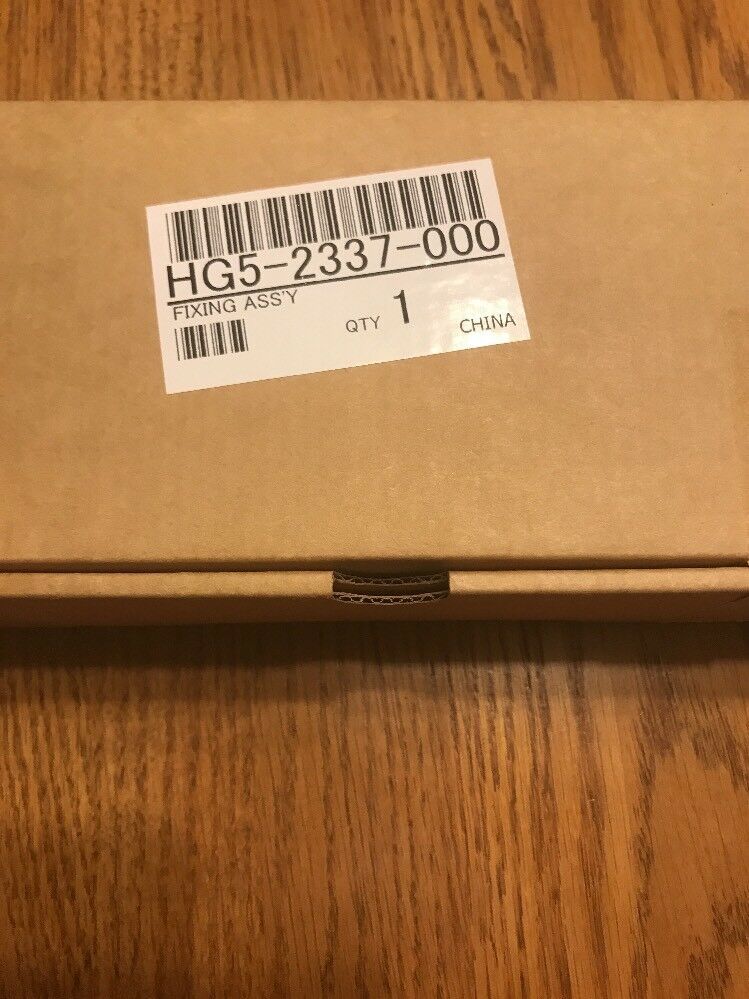 HG5-2337-000
FIXING ASS'Y
QTY 1 CHINA